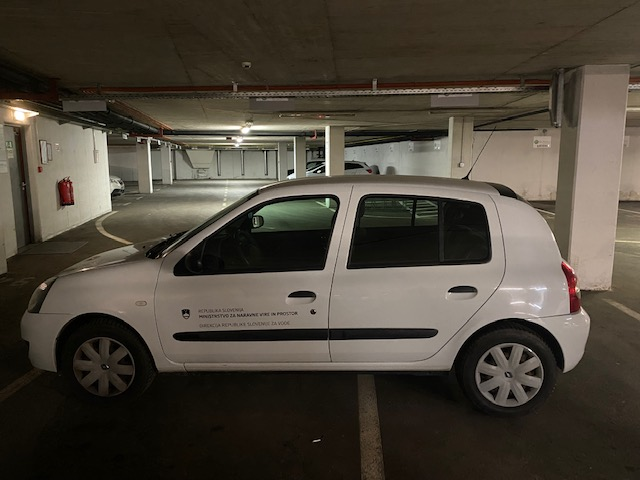 REPUBLIKA SLOVENIJA
MINISTRSTVO ZA NARAVNE VIRE IN PROSTOR
DIREKCIJA REPUBLIKE SLOVENIJE ZA VODE